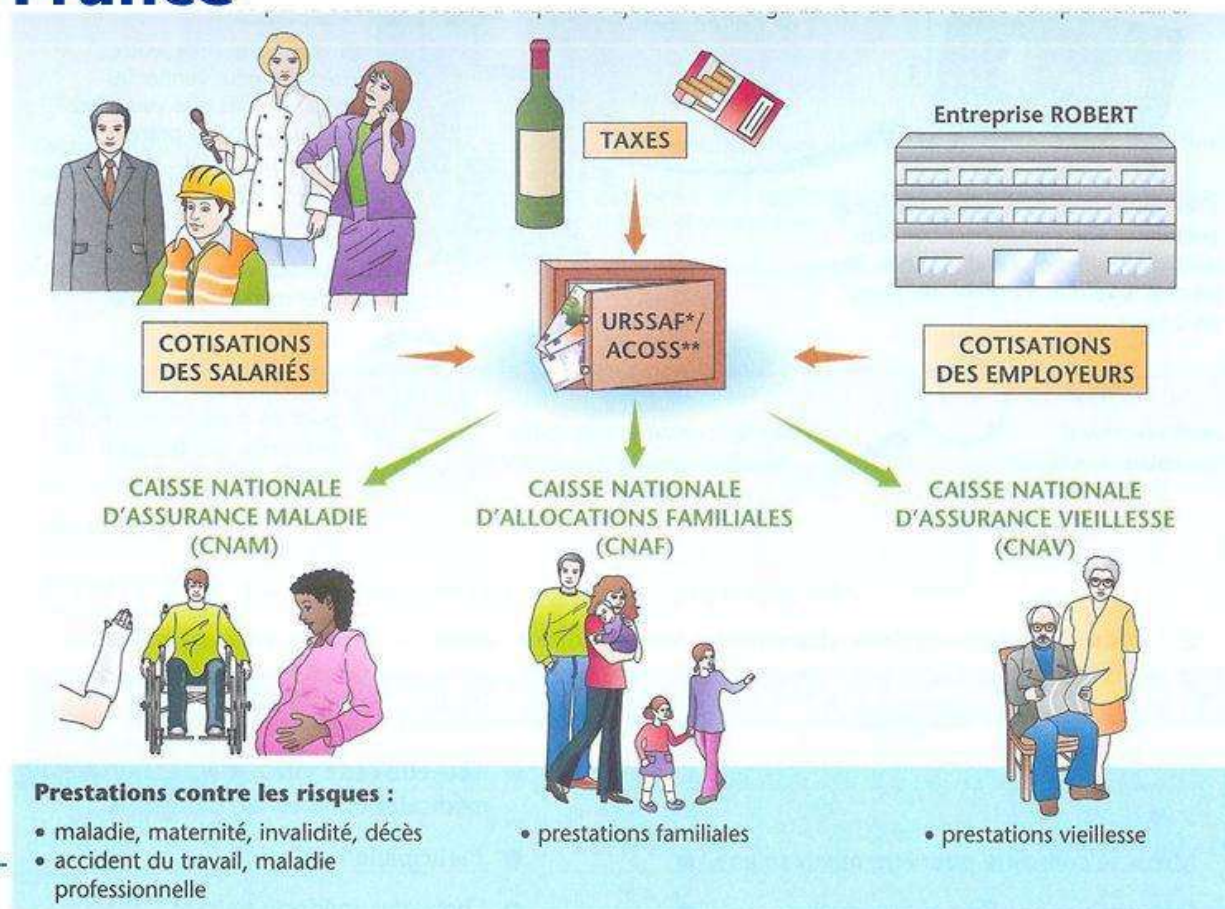 France
Entreprise ROBERT
TAXES
URSSAF*/
ACOSS**
COTISATIONS
DES SALARIÉS
COTISATIONS
DES EMPLOYEURS
CAISSE NATIONALE
D'ASSURANCE MALADIE
(CNAM)
CAISSE NATIONALE
D'ALLOCATIONS FAMILIALES
(CNAF)
CAISSE NATIONALE
D'ASSURANCE VIEILLESSE
(CNAV)
Prestations contre les risques :
• maladie, maternité, invalidité, décès
• accident du travail, maladie
professionnelle
• prestations familiales
• prestations vieillesse